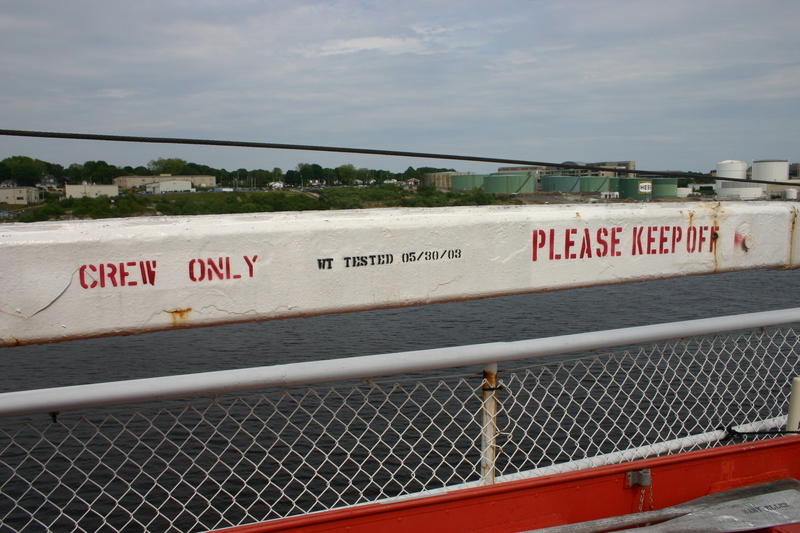 CREW ONLY
WT TESTED 05/30/03
PLEASE KEEP OFF